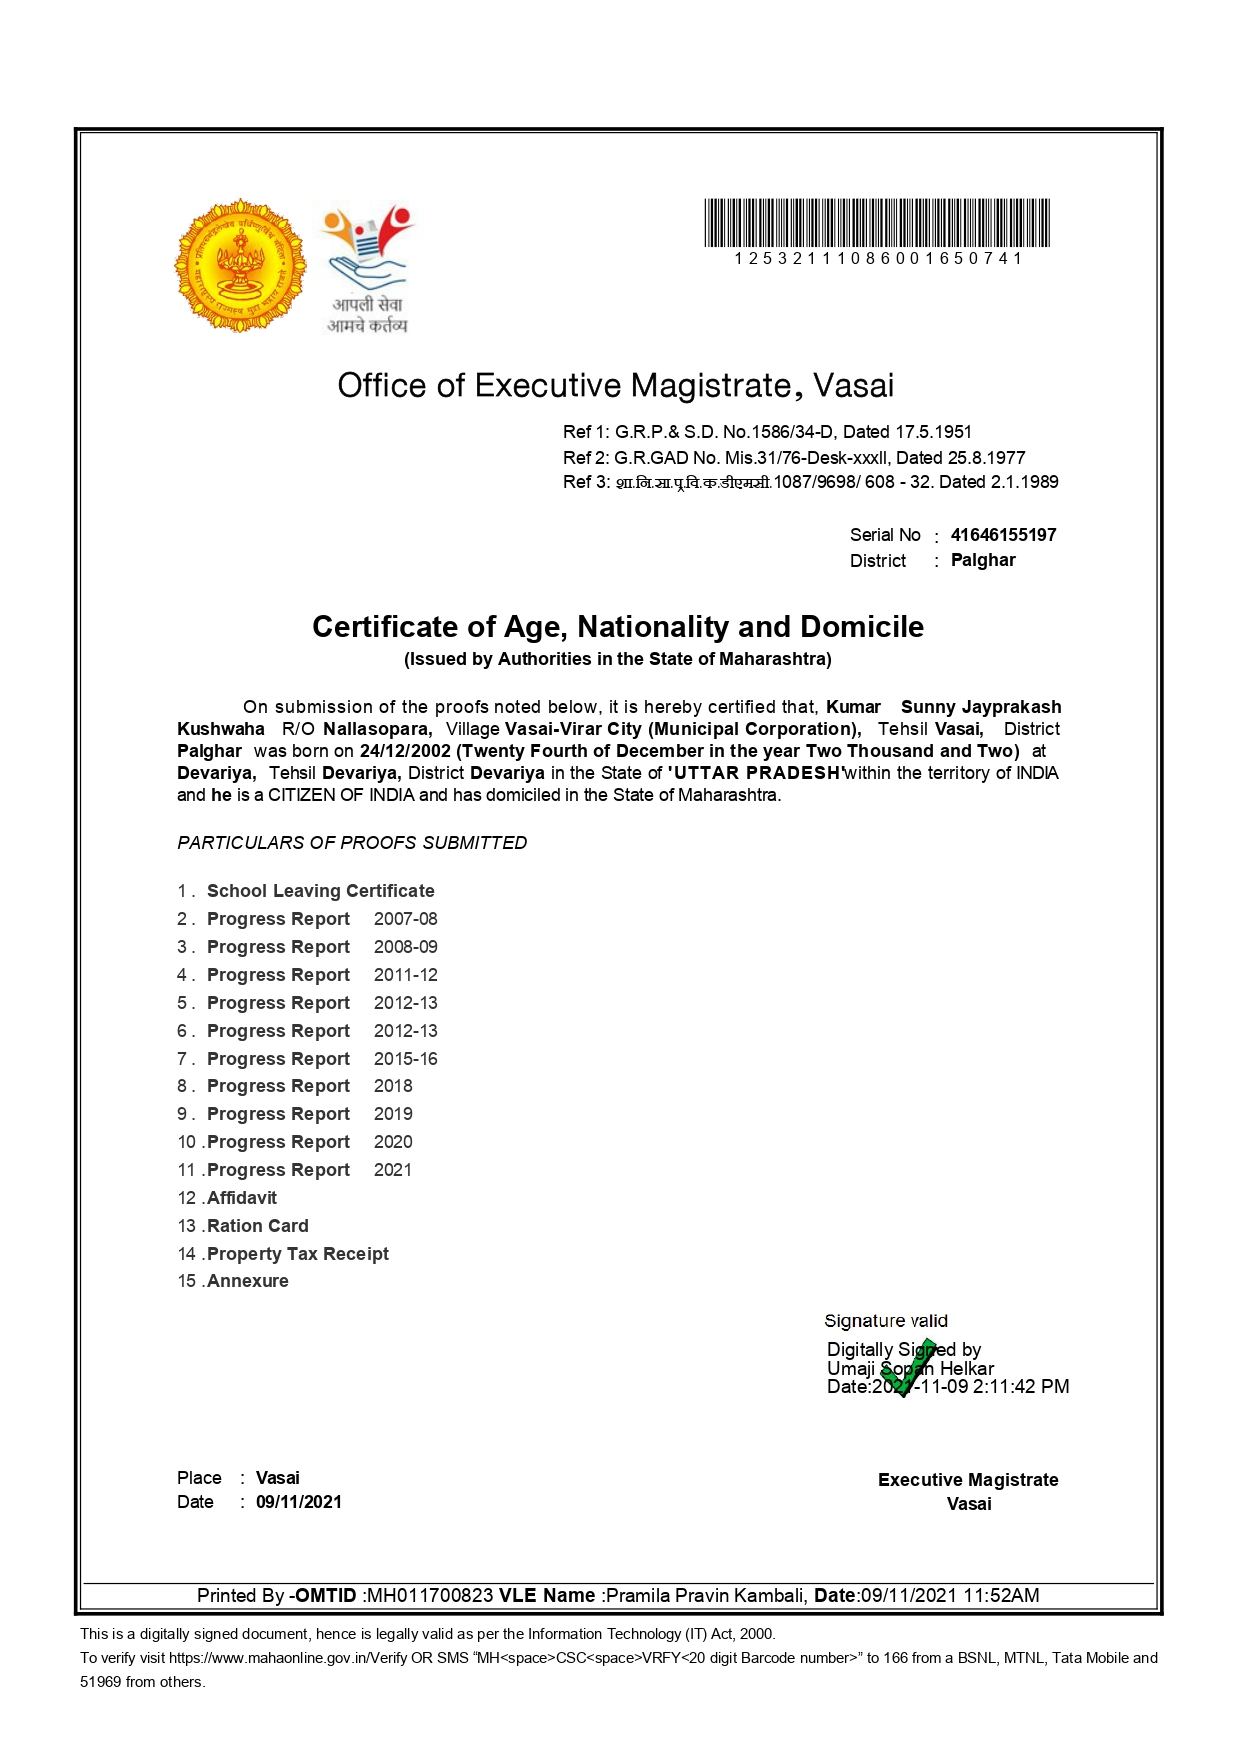 आपली सेवा
आमचे कर्तव्य
12532111086001650741
Office of Executive Magistrate, Vasai
Ref 1: G.R.P.& S.D. No.1586/34-D, Dated 17.5.1951
Ref 2: G.R.GAD No. Mis.31/76-Desk-xxxII, Dated 25.8.1977
Ref 3: शा.नि.सा.प्र.वि.क.डीएमसी.1087/9698/ 608 - 32. Dated 2.1.1989
Serial No : 41646155197
District : Palghar
Certificate of Age, Nationality and Domicile
(Issued by Authorities in the State of Maharashtra)
On submission of the proofs noted below, it is hereby certified that, Kumar Sunny Jayprakash
Kushwaha R/O Nallasopara, Village Vasai-Virar City (Municipal Corporation), Tehsil Vasai, District
Palghar was born on 24/12/2002 (Twenty Fourth of December in the year Two Thousand and Two) at
Devariya, Tehsil Devariya, District Devariya in the State of 'UTTAR PRADESH'within the territory of INDIA
and he is a CITIZEN OF INDIA and has domiciled in the State of Maharashtra.
PARTICULARS OF PROOFS SUBMITTED
1 . School Leaving Certificate
2 . Progress Report 2007-08
3 . Progress Report 2008-09
4 . Progress Report 2011-12
5 . Progress Report 2012-13
6 . Progress Report 2012-13
7 . Progress Report 2015-16
8 . Progress Report 2018
9 . Progress Report 2019
10 .Progress Report 2020
11 .Progress Report 2021
12 .Affidavit
13 .Ration Card
14 .Property Tax Receipt
15 .Annexure
Signature valid
Digitally Signed by
Umaji Sopan Helkar
Date:2021-11-09 2:11:42 PM
Place : Vasai
Date : 09/11/2021
Executive Magistrate
Vasai
Printed By -OMTID :MH011700823 VLE Name :Pramila Pravin Kambali, Date:09/11/2021 11:52AM
This is a digitally signed document, hence is legally valid as per the Information Technology (IT) Act, 2000.
To verify visit https://www.mahaonline.gov.in/Verify OR SMS “MH<space>CSC<space>VRFY<20 digit Barcode number>” to 166 from a BSNL, MTNL, Tata Mobile and
51969 from others.